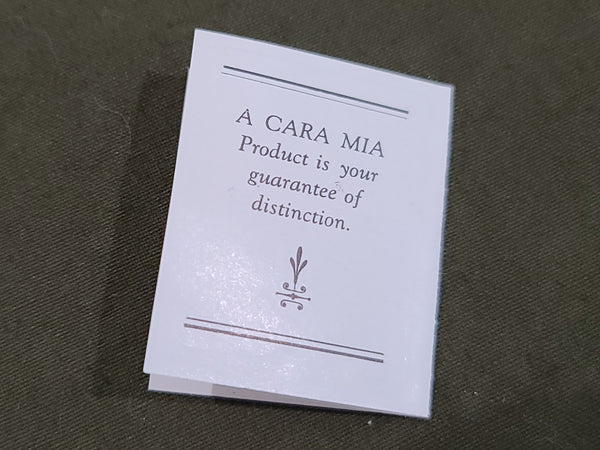 A CARA MIA
Product is your
guarantee of
distinction.